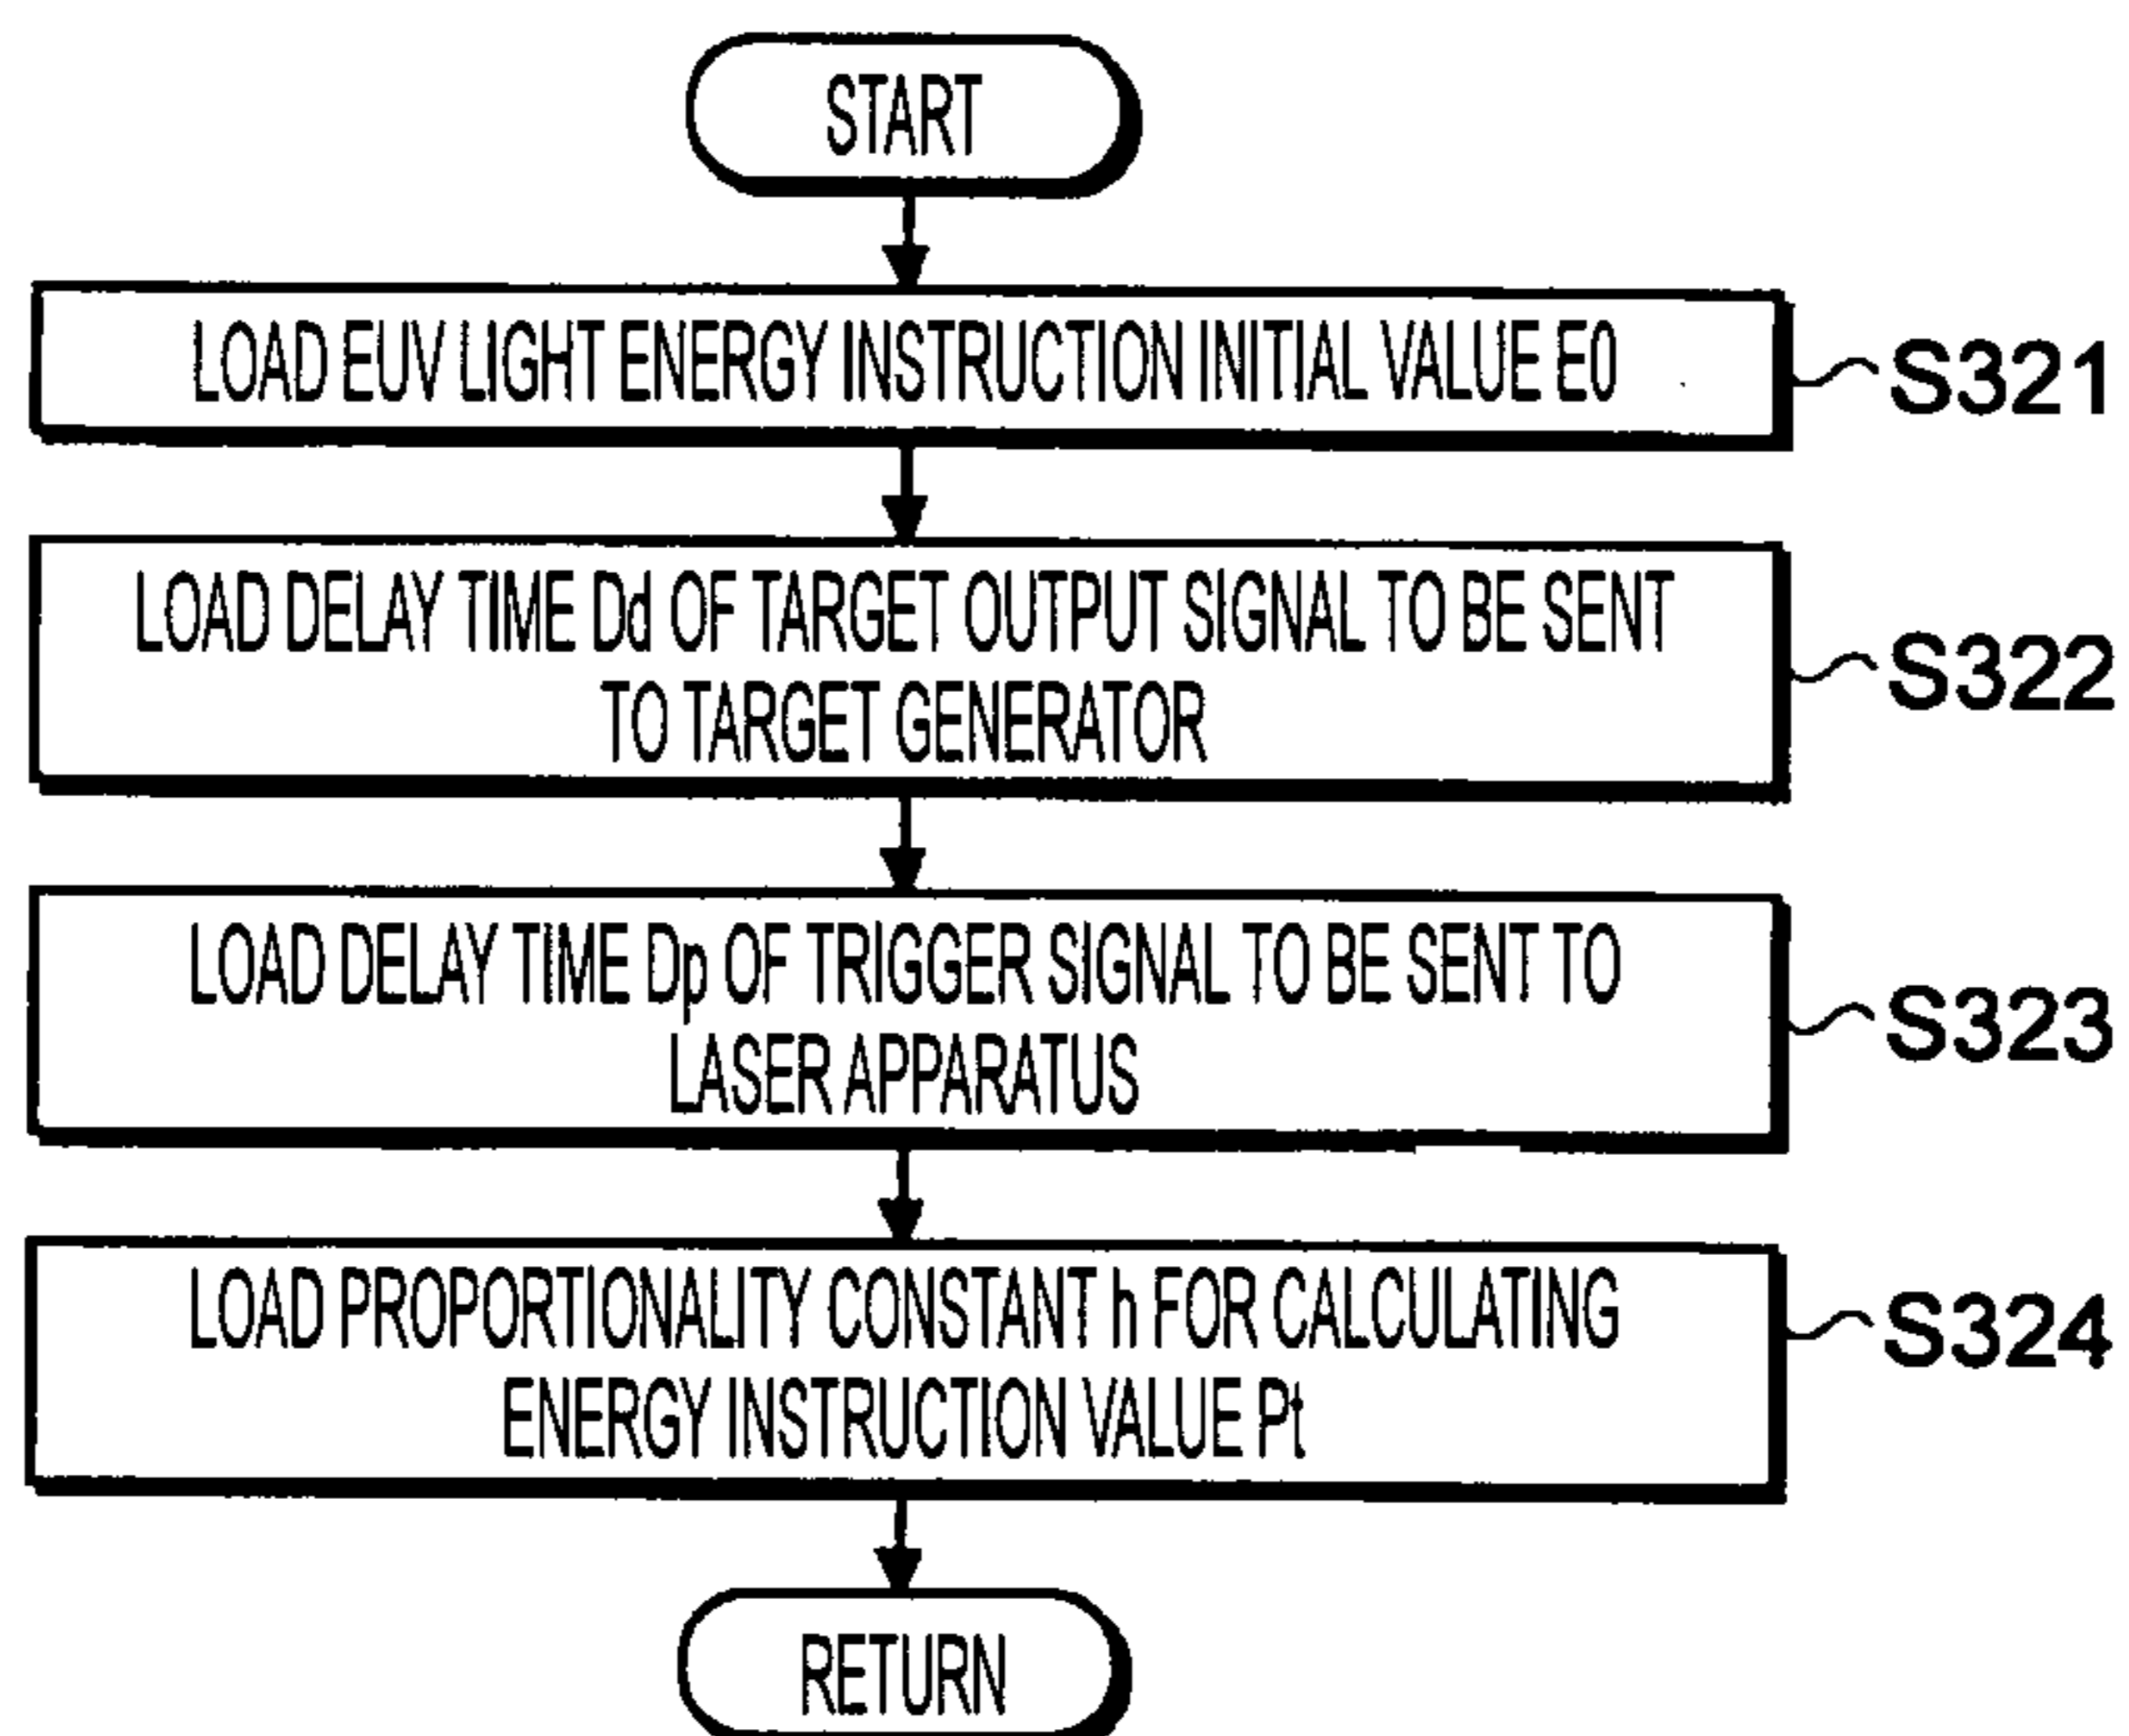 START
LOAD EUV LIGHT ENERGY INSTRUCTION INITIAL VALUE E0
S321
LOAD DELAY TIME Dd OF TARGET OUTPUT SIGNAL TO BE SENT
TO TARGET GENERATOR
S322
LOAD DELAY TIME Dp OF TRIGGER SIGNAL TO BE SENT TO
LASER APPARATUS
S323
LOAD PROPORTIONALITY CONSTANT h FOR CALCULATING
ENERGY INSTRUCTION VALUE Pt
S324
RETURN